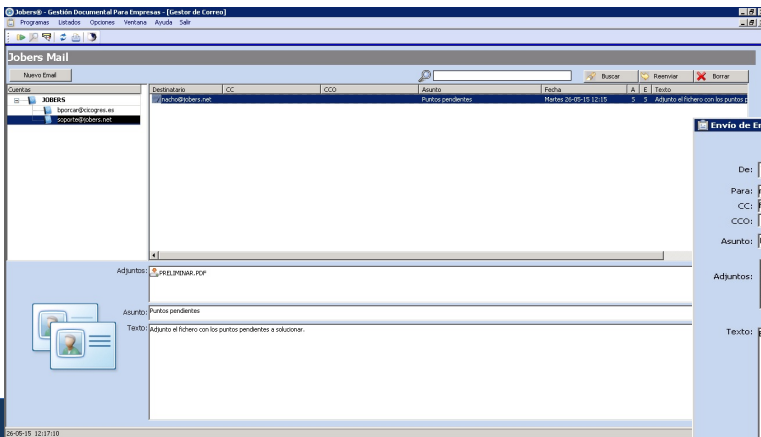 Jobers® - Gestión Documental Para Empresas - [Gestor de Correo]
Programas Listados Opciones Ventana Ayuda Salir
Jobers Mail
Nuevo Email Buscar Reenviar Borrar
Cuentas Destinatario CC CCO Asunto Fecha A E Texto
JOBERS nacho@jobers.net Puntos pendientes Martes 26-05-15 12:15 S S Adjunto el fichero con los puntos p
bporcar@cicogres.es
soporte@jobers.net
Envío de Em
De:
Para:
CC:
CCO:
Asunto:
Adjuntos:
Texto:
Adjuntos: PRELIMINAR.PDF
Asunto: Puntos pendientes
Texto: Adjunto el fichero con los puntos pendientes a solucionar.
26-05-15 12:17:10